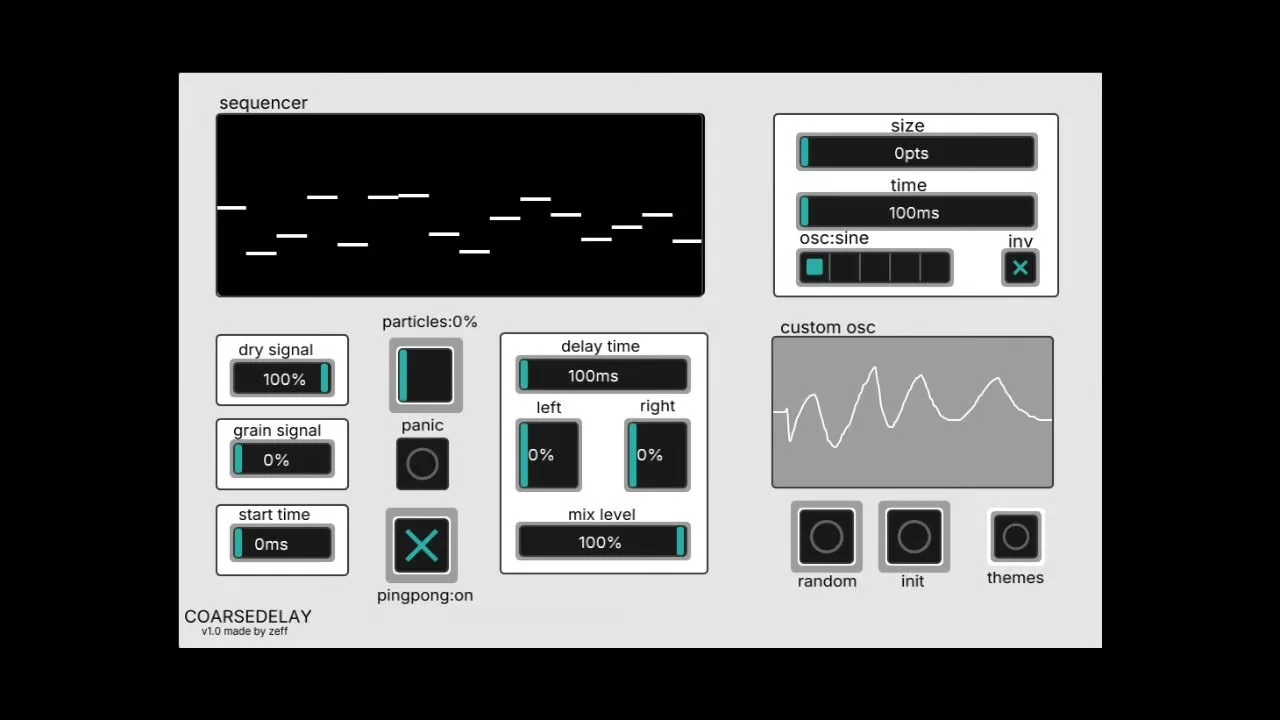 sequencer
size
0pts
time
100ms
osc:sine
inv
particles:0%
custom osc
dry signal
100%
grain signal
0%
start time
0ms
panic
pingpong:on
delay time
100ms
left
right
0%
0%
mix level
100%
random
init
themes
COARSEDELAY
v1.0 made by zeff